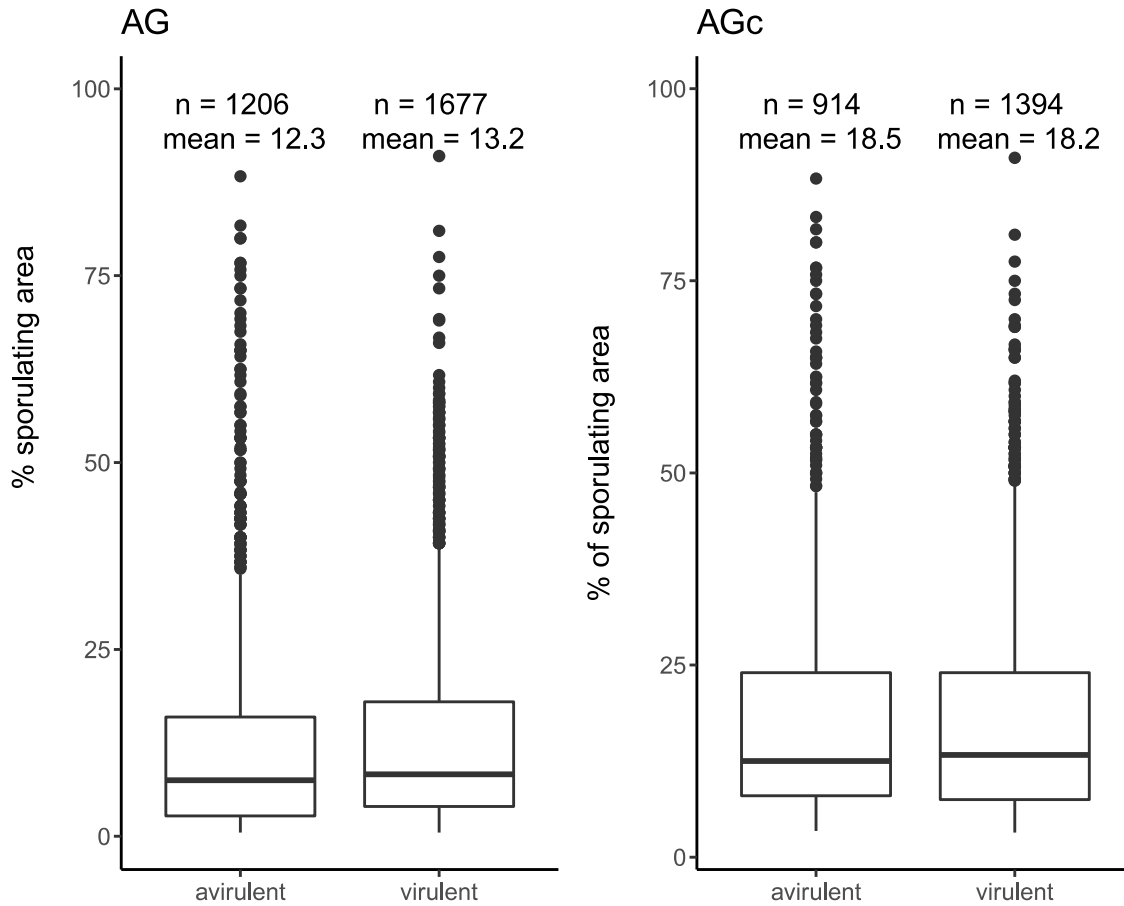 AG
% sporulating area
100
75
50
25
0
n = 1206
mean = 12.3
n = 1677
mean = 13.2
avirulent
virulent
AGc
% of sporulating area
100
75
50
25
0
n = 914
mean = 18.5
n = 1394
mean = 18.2
avirulent
virulent